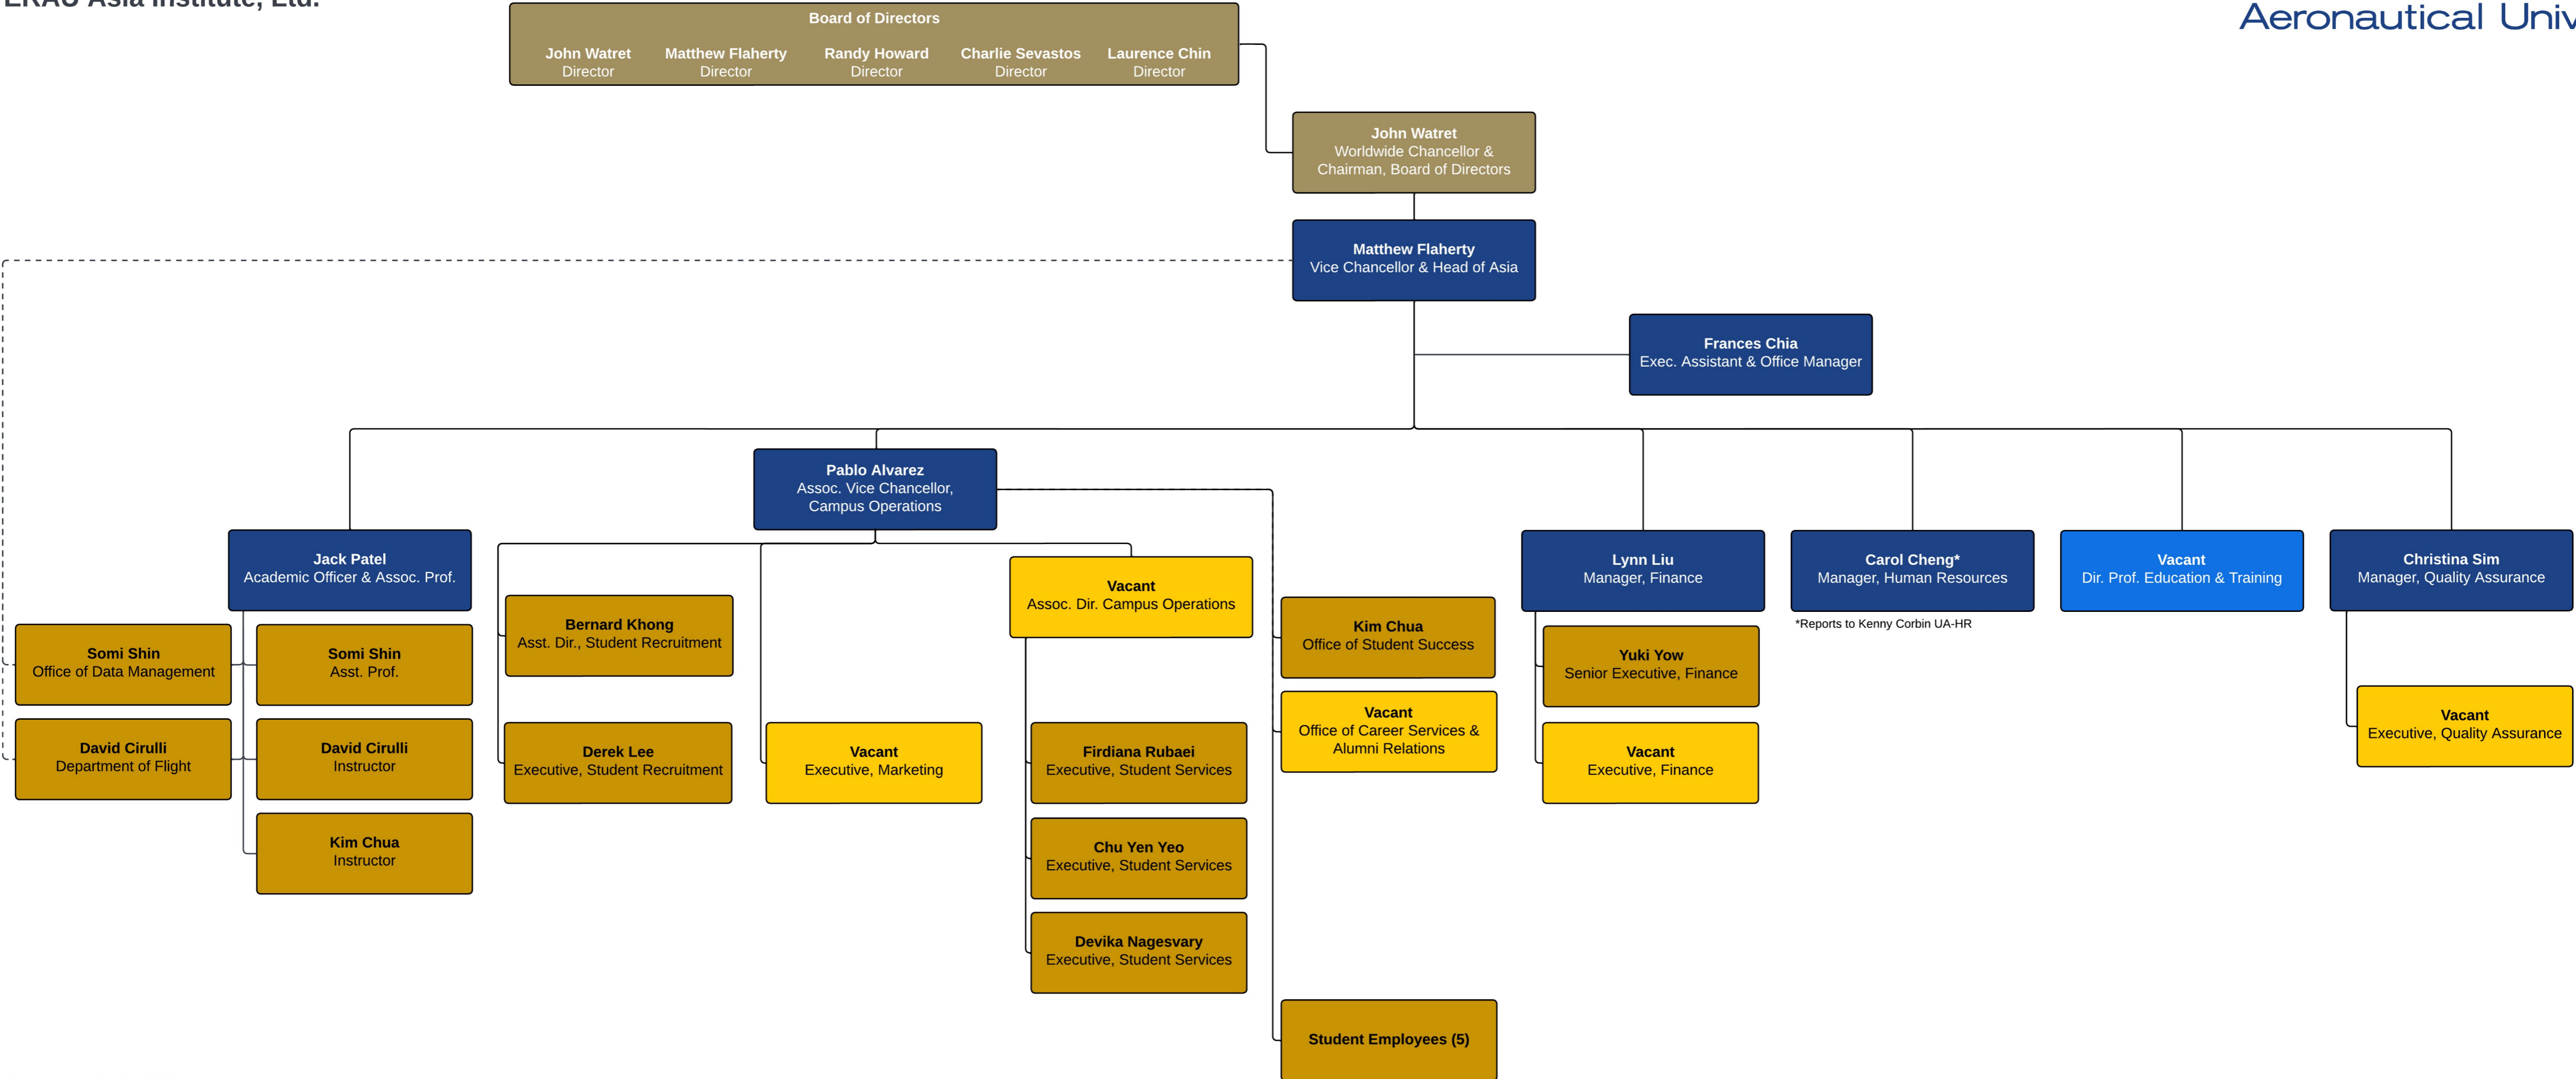 ERAU Asia Institute, Ltd.
Aeronautical Univ
Board of Directors
John Watret
Director
Matthew Flaherty
Director
Randy Howard
Director
Charlie Sevastos
Director
Laurence Chin
Director
John Watret
Worldwide Chancellor &
Chairman, Board of Directors
Matthew Flaherty
Vice Chancellor & Head of Asia
Frances Chia
Exec. Assistant & Office Manager
Pablo Alvarez
Assoc. Vice Chancellor,
Campus Operations
Jack Patel
Academic Officer & Assoc. Prof.
Somi Shin
Office of Data Management
Somi Shin
Asst. Prof.
David Cirulli
Department of Flight
David Cirulli
Instructor
Kim Chua
Instructor
Bernard Khong
Asst. Dir., Student Recruitment
Derek Lee
Executive, Student Recruitment
Vacant
Executive, Marketing
Vacant
Assoc. Dir. Campus Operations
Firdiana Rubaei
Executive, Student Services
Chu Yen Yeo
Executive, Student Services
Devika Nagesvary
Executive, Student Services
Kim Chua
Office of Student Success
Vacant
Office of Career Services &
Alumni Relations
Student Employees (5)
Lynn Liu
Manager, Finance
Yuki Yow
Senior Executive, Finance
Vacant
Executive, Finance
Carol Cheng*
Manager, Human Resources
*Reports to Kenny Corbin UA-HR
Vacant
Dir. Prof. Education & Training
Christina Sim
Manager, Quality Assurance
Vacant
Executive, Quality Assurance